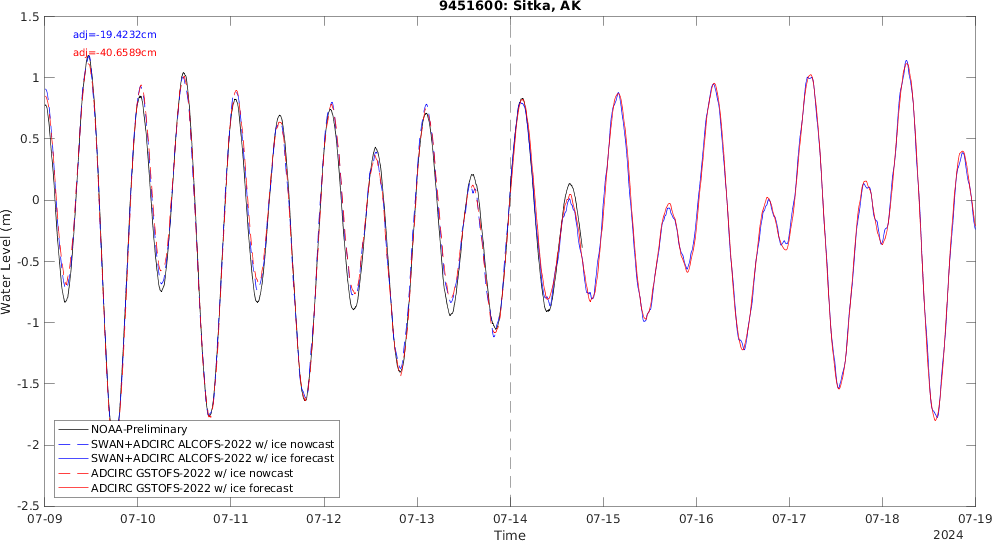 9451600: Sitka, AK
adj=-19.4232cm
adj=-40.6589cm
1.5
1
0.5
0
-0.5
-1
-1.5
-2
-2.5
Water Level (m)
NOAA-Preliminary
SWAN+ADCIRC ALCOFS-2022 w/ ice nowcast
SWAN+ADCIRC ALCOFS-2022 w/ ice forecast
ADCIRC GSTOFS-2022 w/ ice nowcast
ADCIRC GSTOFS-2022 w/ ice forecast
07-09 07-10 07-11 07-12 07-13 07-14 07-15 07-16 07-17 07-18 07-19
Time
2024